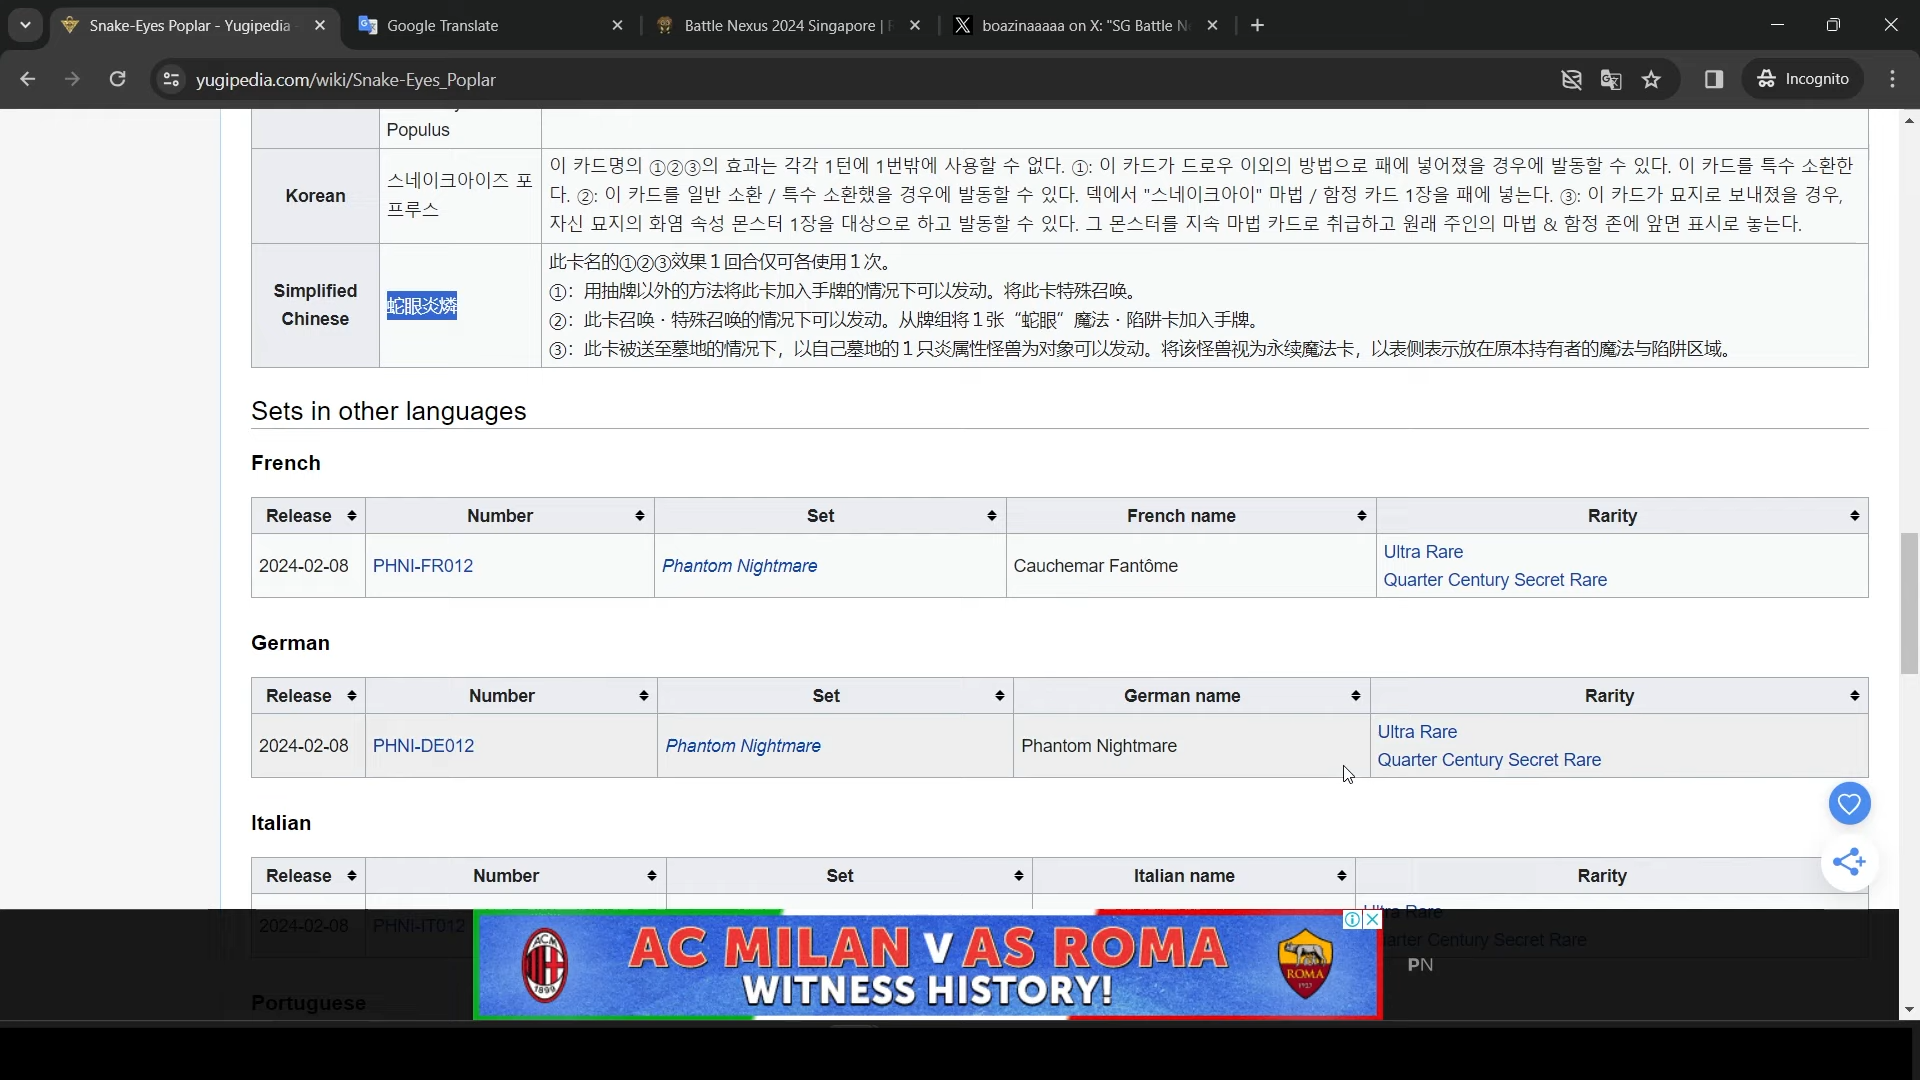 Snake-Eyes Poplar - Yugipedia
Google Translate
Battle Nexus 2024 Singapore |
boazinaaaaa on X: "SG Battle N
yugipedia.com/wiki/Snake-Eyes_Poplar
Incognito
Populus
Korean
스네이크아이즈 포
프루스
이 카드명의 ①②③의 효과는 각각 1턴에 1번밖에 사용할 수 없다. ①: 이 카드가 드로우 이외의 방법으로 패에 넣어졌을 경우에 발동할 수 있다. 이 카드를 특수 소환한
다. ②: 이 카드를 일반 소환 / 특수 소환했을 경우에 발동할 수 있다. 덱에서 "스네이크아이" 마법 / 함정 카드 1장을 패에 넣는다. ③: 이 카드가 묘지로 보내졌을 경우,
자신 묘지의 화염 속성 몬스터 1장을 대상으로 하고 발동할 수 있다. 그 몬스터를 지속 마법 카드로 취급하고 원래 주인의 마법 & 함정 존에 앞면 표시로 놓는다.
Simplified
Chinese
蛇眼炎燐
此卡名的①②③效果１回合仅可各使用１次。
①：用抽牌以外的方法将此卡加入手牌的情况下可以发动。将此卡特殊召唤。
②：此卡召唤・特殊召唤的情况下可以发动。从牌组将１张“蛇眼”魔法・陷阱卡加入手牌。
③：此卡被送至墓地的情况下，以自己墓地的１只炎属性怪兽为对象可以发动。将该怪兽视为永续魔法卡，以表侧表示放在原本持有者的魔法与陷阱区域。
Sets in other languages
French
Release Number Set French name Rarity
2024-02-08 PHNI-FR012 Phantom Nightmare Cauchemar Fantôme Ultra Rare
Quarter Century Secret Rare
German
Release Number Set German name Rarity
2024-02-08 PHNI-DE012 Phantom Nightmare Phantom Nightmare Ultra Rare
Quarter Century Secret Rare
Italian
Release Number Set Italian name Rarity
2024-02-08 PHNI-IT012
Rare
Century Secret Rare
AC MILAN V AS ROMA
WITNESS HISTORY!
ACM
1899
ROMA
1927
PN
Portuguese